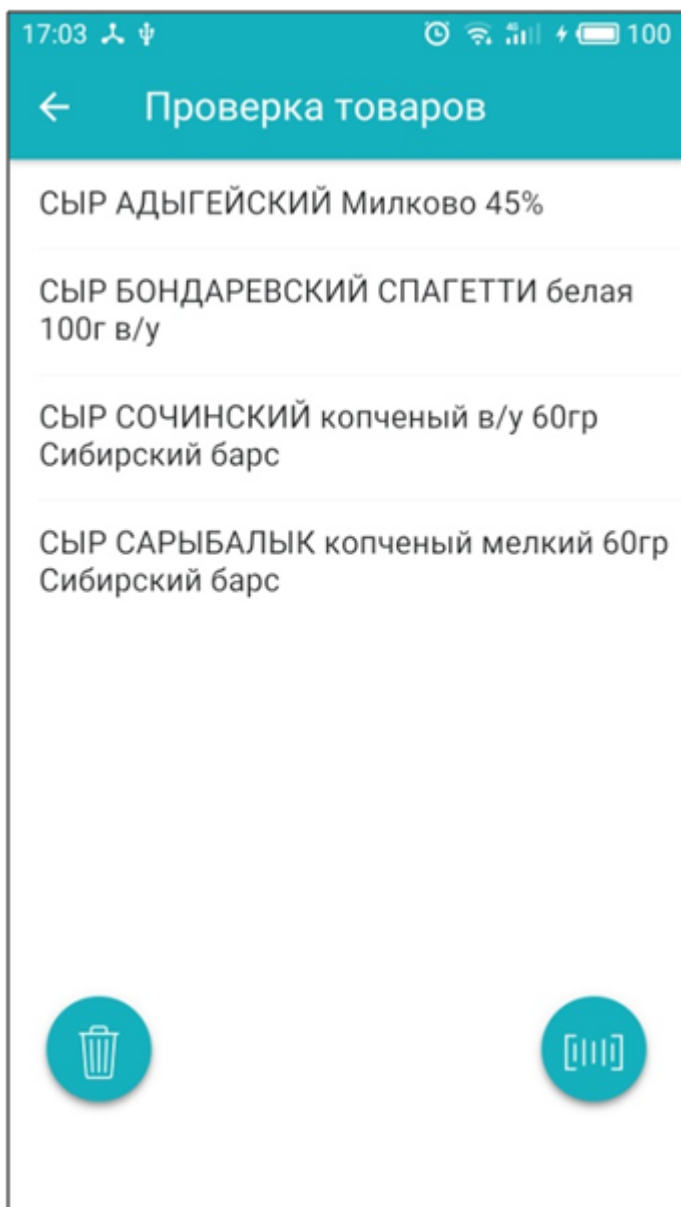 17:03 4G 100
Проверка товаров
СЫР АДЫГЕЙСКИЙ Милково 45%
СЫР БОНДАРЕВСКИЙ СПАГЕТТИ белая
100г в/у
СЫР СОЧИНСКИЙ копченый в/у 60гр
Сибирский барс
СЫР САРЫБАЛЫК копченый мелкий 60гр
Сибирский барс